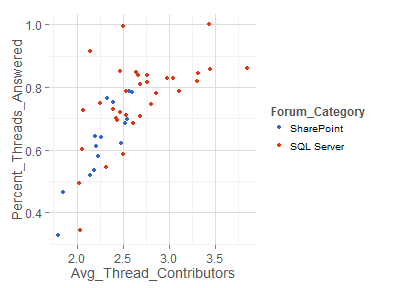 1.0
0.8
0.6
0.4
Percent_Threads_Answered
2.0 2.5 3.0 3.5
Avg_Thread_Contributors
Forum_Category
SharePoint
SQL Server